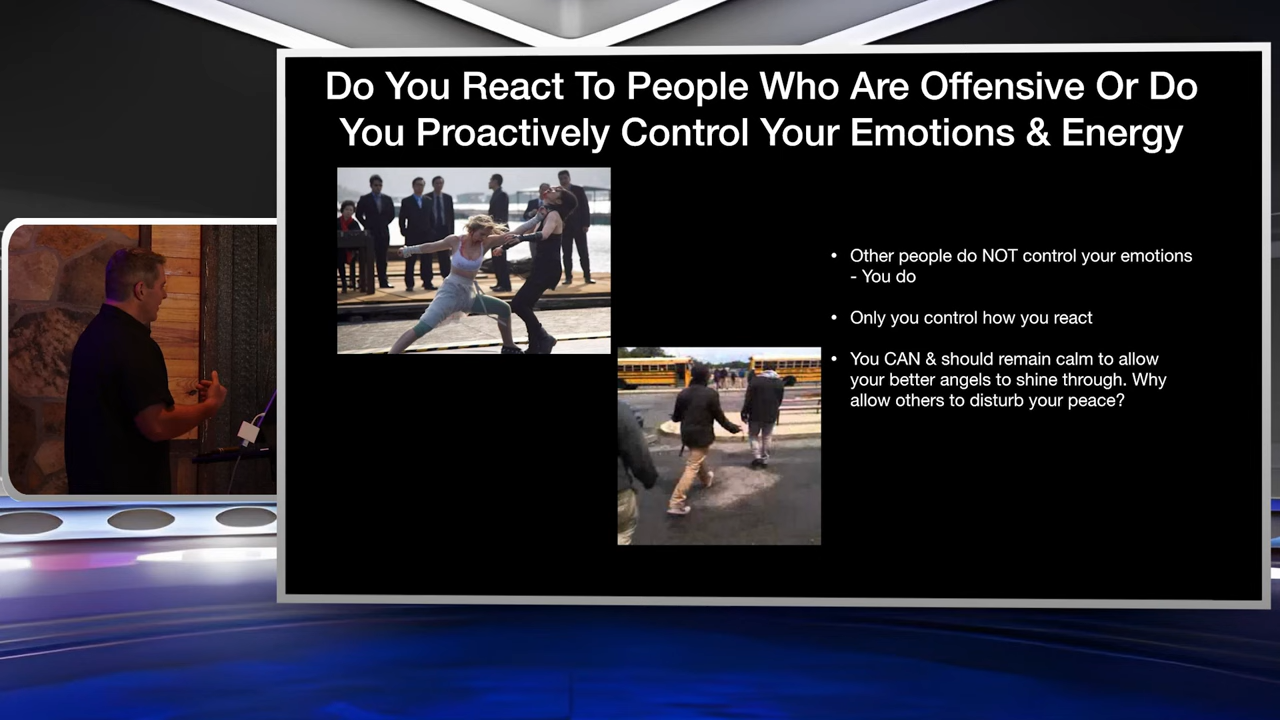 Do You React To People Who Are Offensive Or Do
You Proactively Control Your Emotions & Energy
• Other people do NOT control your emotions
- You do
• Only you control how you react
• You CAN & should remain calm to allow
your better angels to shine through. Why
allow others to disturb your peace?